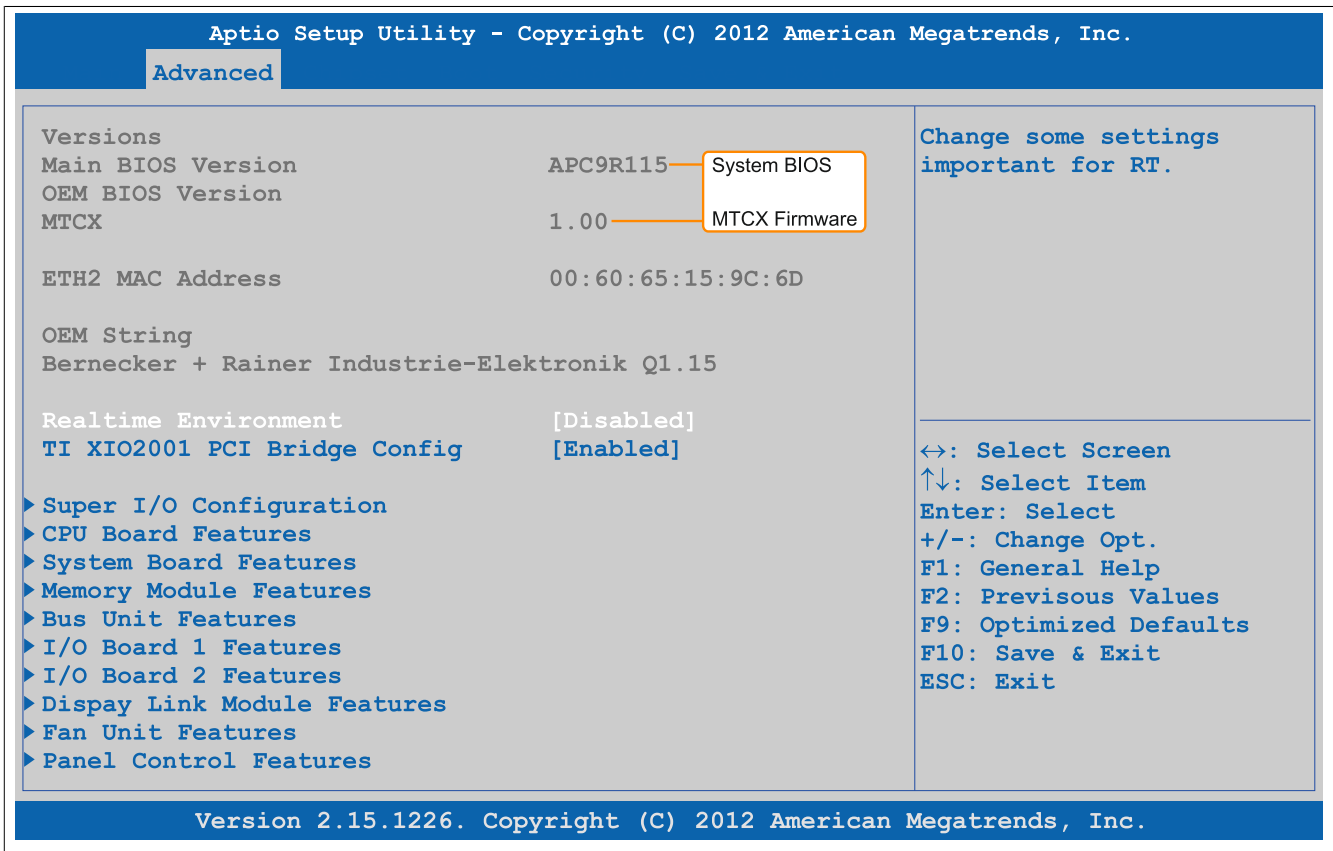 Aptio Setup Utility - Copyright (C) 2012 American Megatrends, Inc.
Advanced
Versions
Main BIOS Version APC9R115 System BIOS
OEM BIOS Version
MTCX 1.00 MTCX Firmware
ETH2 MAC Address 00:60:65:15:9C:6D
OEM String
Bernecker + Rainer Industrie-Elektronik Q1.15
Realtime Environment [Disabled]
TI XIO2001 PCI Bridge Config [Enabled]
Super I/O Configuration
CPU Board Features
System Board Features
Memory Module Features
Bus Unit Features
I/O Board 1 Features
I/O Board 2 Features
Dispay Link Module Features
Fan Unit Features
Panel Control Features
Change some settings
important for RT.
↔: Select Screen
↑↓: Select Item
Enter: Select
+/-: Change Opt.
F1: General Help
F2: Previsous Values
F9: Optimized Defaults
F10: Save & Exit
ESC: Exit
Version 2.15.1226. Copyright (C) 2012 American Megatrends, Inc.